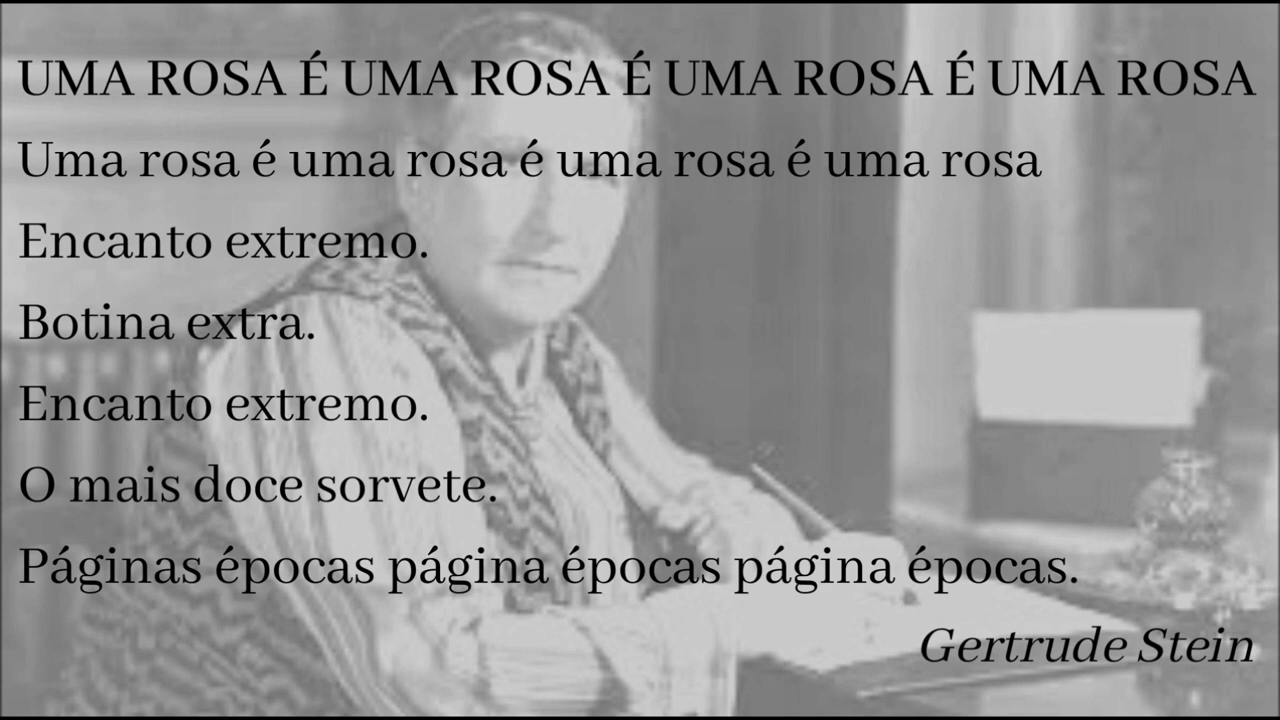 UMA ROSA É UMA ROSA É UMA ROSA É UMA ROSA
Uma rosa é uma rosa é uma rosa é uma rosa
Encanto extremo.
Botina extra.
Encanto extremo.
O mais doce sorvete.
Páginas épocas página épocas página épocas.
Gertrude Stein